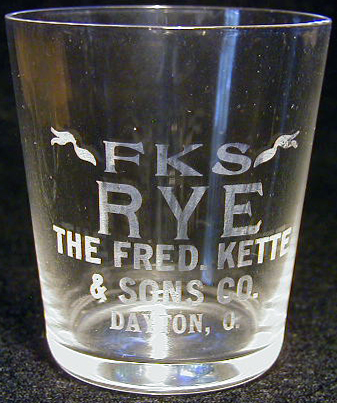 FKS
RYE
THE FRED. KETTE
& SONS CO.
DAYTON, O.